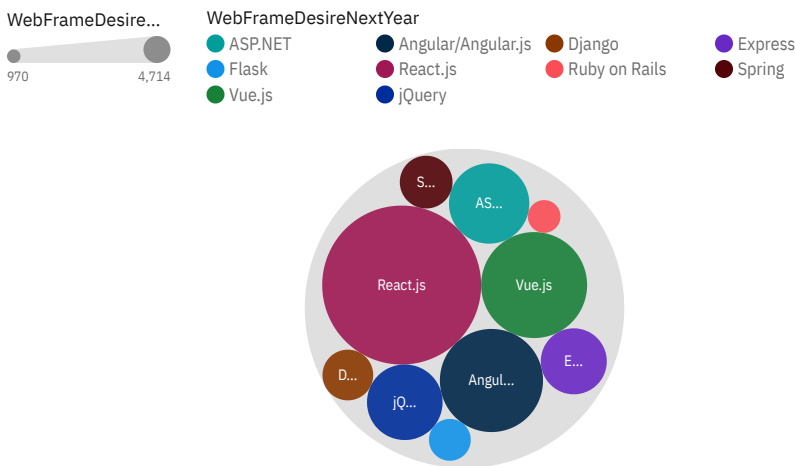 WebFrameDesire...
970
4,714
WebFrameDesireNextYear
ASP.NET
Angular/Angular.js
Django
Express
Flask
React.js
Ruby on Rails
Spring
Vue.js
jQuery
S...
AS...
React.js
Vue.js
D...
jQ...
Angul...
E...